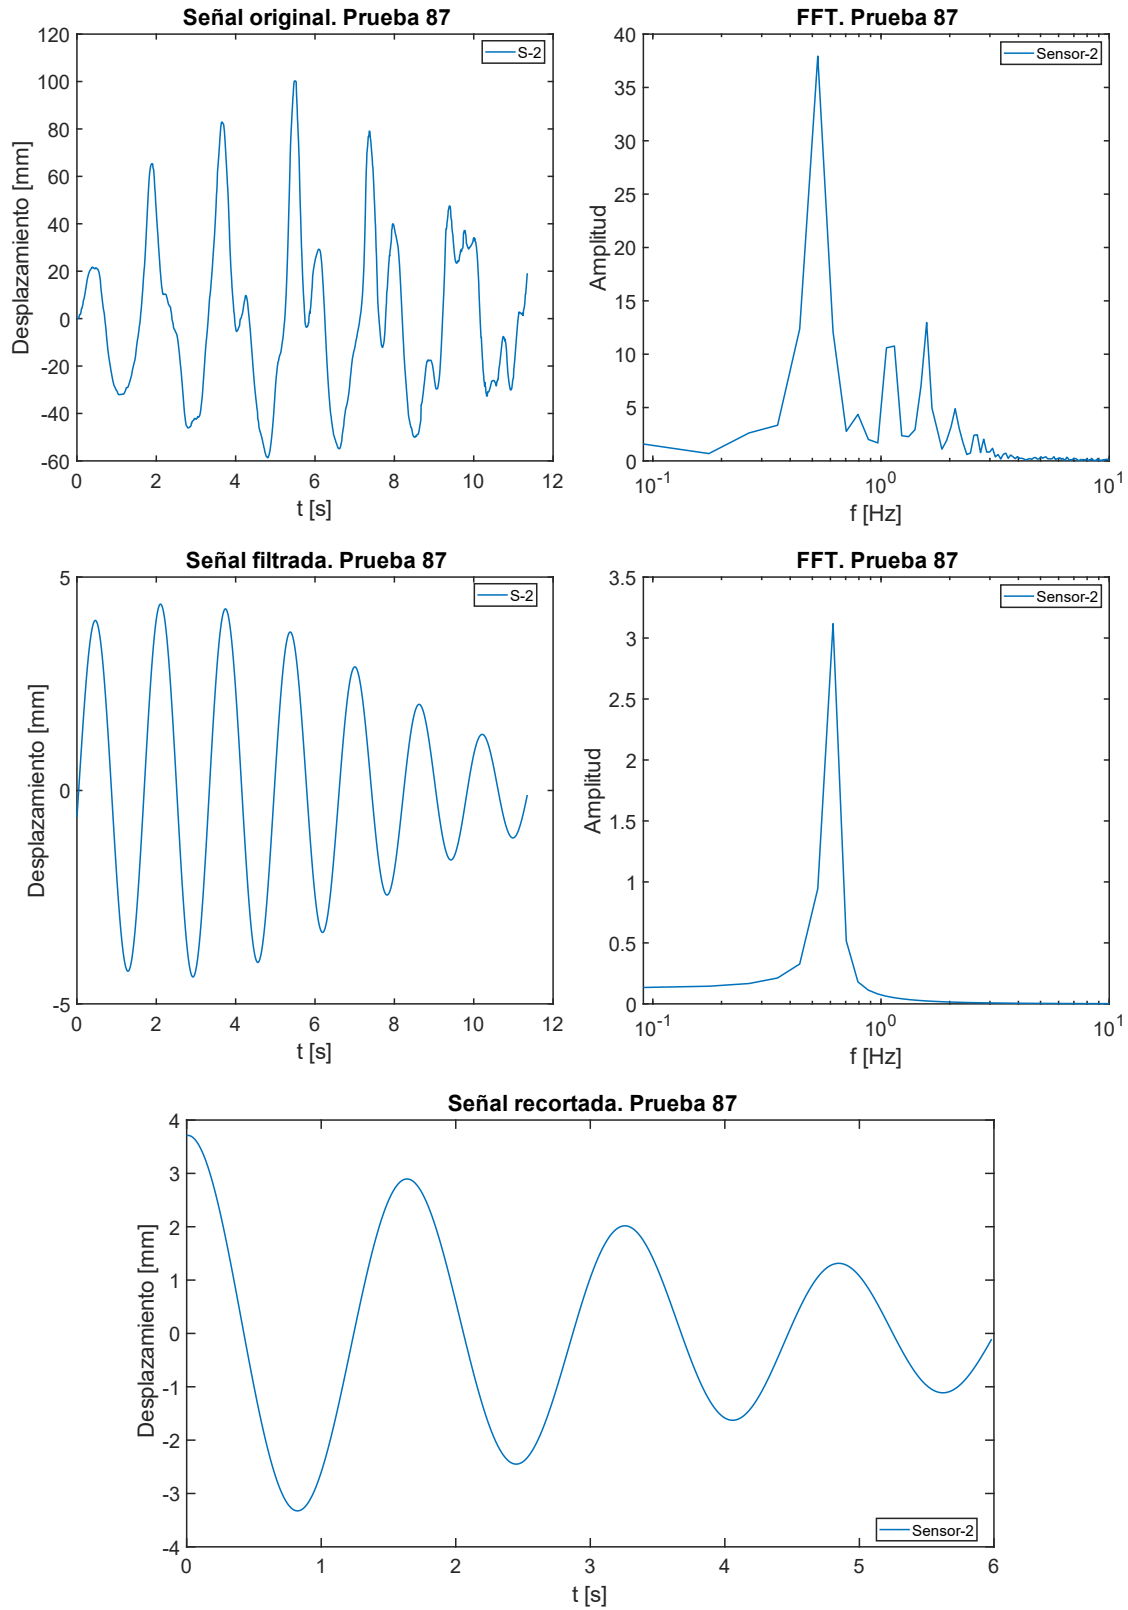 Señal original. Prueba 87
120
100
80
60
40
20
0
-20
-40
-60
Desplazamiento [mm]
0 2 4 6 8 10 12
t [s]
S-2
FFT. Prueba 87
40
35
30
25
20
15
10
5
0
Amplitud
10^-1 10^0 10^1
f [Hz]
Sensor-2
Señal filtrada. Prueba 87
5
0
-5
Desplazamiento [mm]
0 2 4 6 8 10 12
t [s]
S-2
FFT. Prueba 87
3.5
3
2.5
2
1.5
1
0.5
0
Amplitud
10^-1 10^0 10^1
f [Hz]
Sensor-2
Señal recortada. Prueba 87
4
3
2
1
0
-1
-2
-3
-4
Desplazamiento [mm]
0 1 2 3 4 5 6
t [s]
Sensor-2